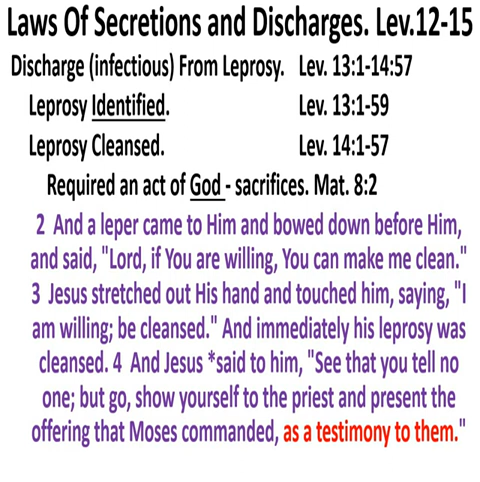 Laws Of Secretions and Discharges. Lev.12-15
Discharge (infectious) From Leprosy. Lev. 13:1-14:57
Leprosy Identified. Lev. 13:1-59
Leprosy Cleansed. Lev. 14:1-57
Required an act of God - sacrifices. Mat. 8:2
2 And a leper came to Him and bowed down before Him,
and said, "Lord, if You are willing, You can make me clean."
3 Jesus stretched out His hand and touched him, saying, "I
am willing; be cleansed." And immediately his leprosy was
cleansed. 4 And Jesus *said to him, "See that you tell no
one; but go, show yourself to the priest and present the
offering that Moses commanded, as a testimony to them."